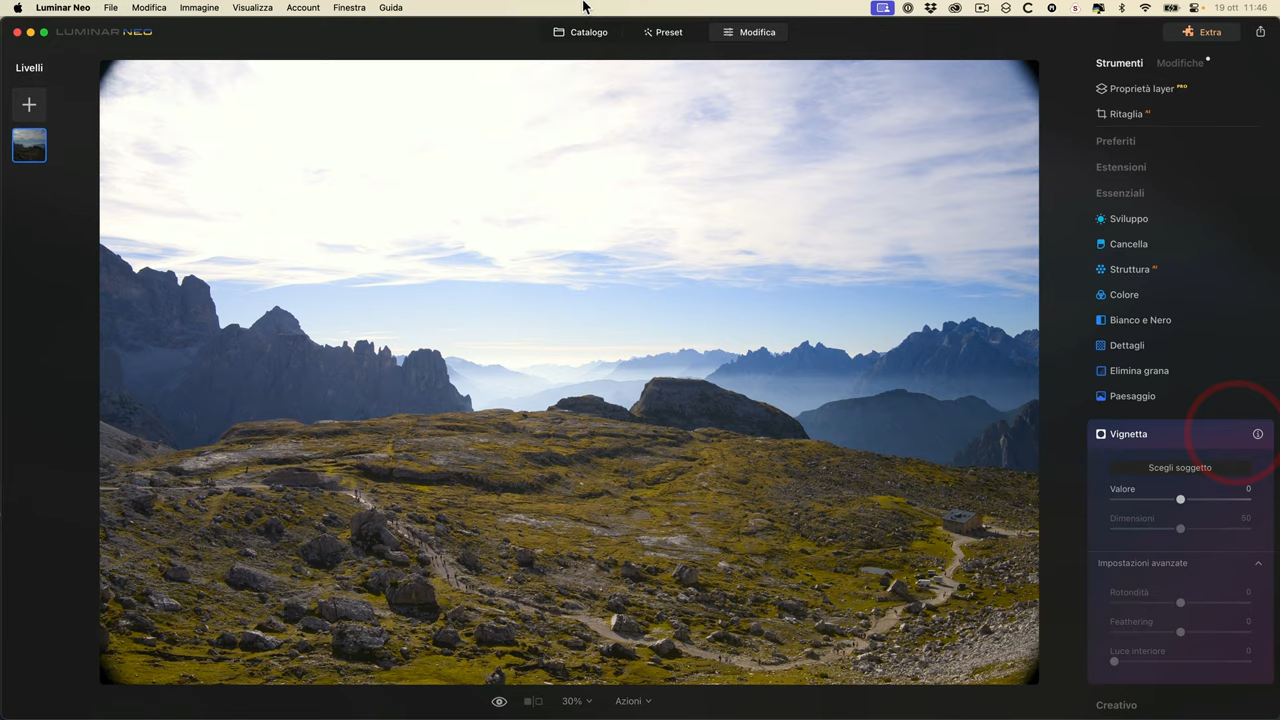 Luminar Neo File Modifica Immagine Visualizza Account Finestra Guida 19 ott 11:46
LUMINAR NEO Catalogo Preset Modifica Extra
Livelli
Strumenti Modifiche
Proprietà layer PRO
Ritaglia AI
Preferiti
Estensioni
Essenziali
Sviluppo
Cancella
Struttura AI
Colore
Bianco e Nero
Dettagli
Elimina grana
Paesaggio
Vignetta
Scegli soggetto
Valore 0
Dimensioni 50
Impostazioni avanzate
Rotondità 0
Feathering 0
Luce interiore 0
30% Azioni
Creativo